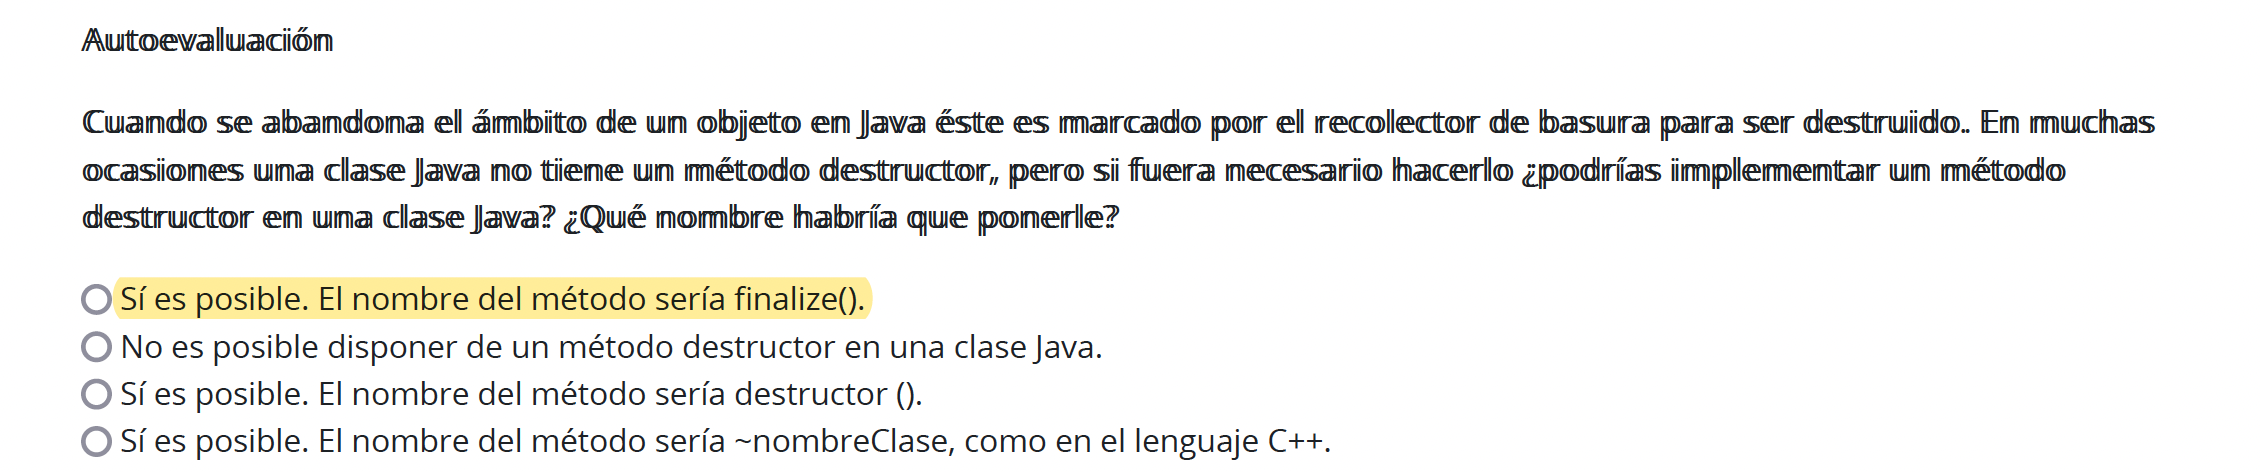 Autoevaluación
Cuando se abandona el ámbito de un objeto en Java éste es marcado por el recolector de basura para ser destruido. En muchas
ocasiones una clase Java no tiene un método destructor, pero si fuera necesario hacerlo ¿podrías implementar un método
destructor en una clase Java? ¿Qué nombre habría que ponerle?
Sí es posible. El nombre del método sería finalize().
No es posible disponer de un método destructor en una clase Java.
Sí es posible. El nombre del método sería destructor ().
Sí es posible. El nombre del método sería ~nombreClase, como en el lenguaje C++.